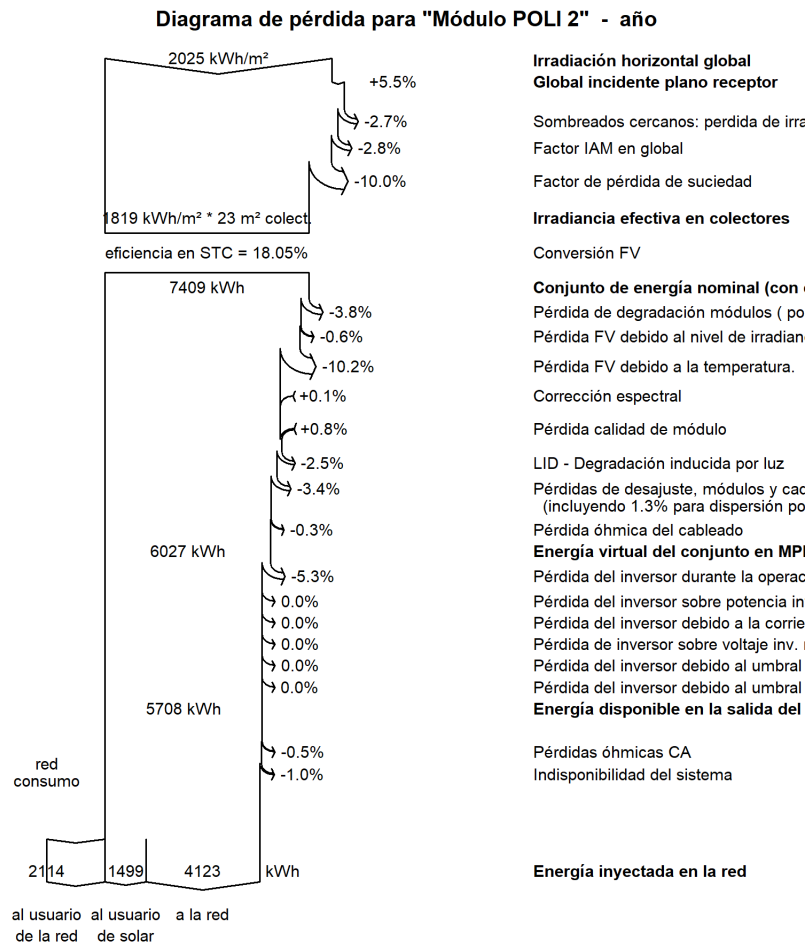 Diagrama de pérdida para "Módulo POLI 2" - año
2025 kWh/m² Irradiación horizontal global
+5.5% Global incidente plano receptor
-2.7% Sombreados cercanos: perdida de irra
-2.8% Factor IAM en global
-10.0% Factor de pérdida de suciedad
1819 kWh/m² * 23 m² colect. Irradiancia efectiva en colectores
eficiencia en STC = 18.05% Conversión FV
7409 kWh Conjunto de energía nominal (con
-3.8% Pérdida de degradación módulos ( po
-0.6% Pérdida FV debido al nivel de irradian
-10.2% Pérdida FV debido a la temperatura.
+0.1% Corrección espectral
+0.8% Pérdida calidad de módulo
-2.5% LID - Degradación inducida por luz
-3.4% Pérdidas de desajuste, módulos y cad
(incluyendo 1.3% para dispersión po
-0.3% Pérdida óhmica del cableado
6027 kWh Energía virtual del conjunto en MP
-5.3% Pérdida del inversor durante la operac
0.0% Pérdida del inversor sobre potencia in
0.0% Pérdida del inversor debido a la corrie
0.0% Pérdida de inversor sobre voltaje inv.
0.0% Pérdida del inversor debido al umbral
0.0% Pérdida del inversor debido al umbral
5708 kWh Energía disponible en la salida del
-0.5% Pérdidas óhmicas CA
-1.0% Indisponibilidad del sistema
red
consumo
2114 1499 4123 kWh Energía inyectada en la red
al usuario al usuario a la red
de la red de solar